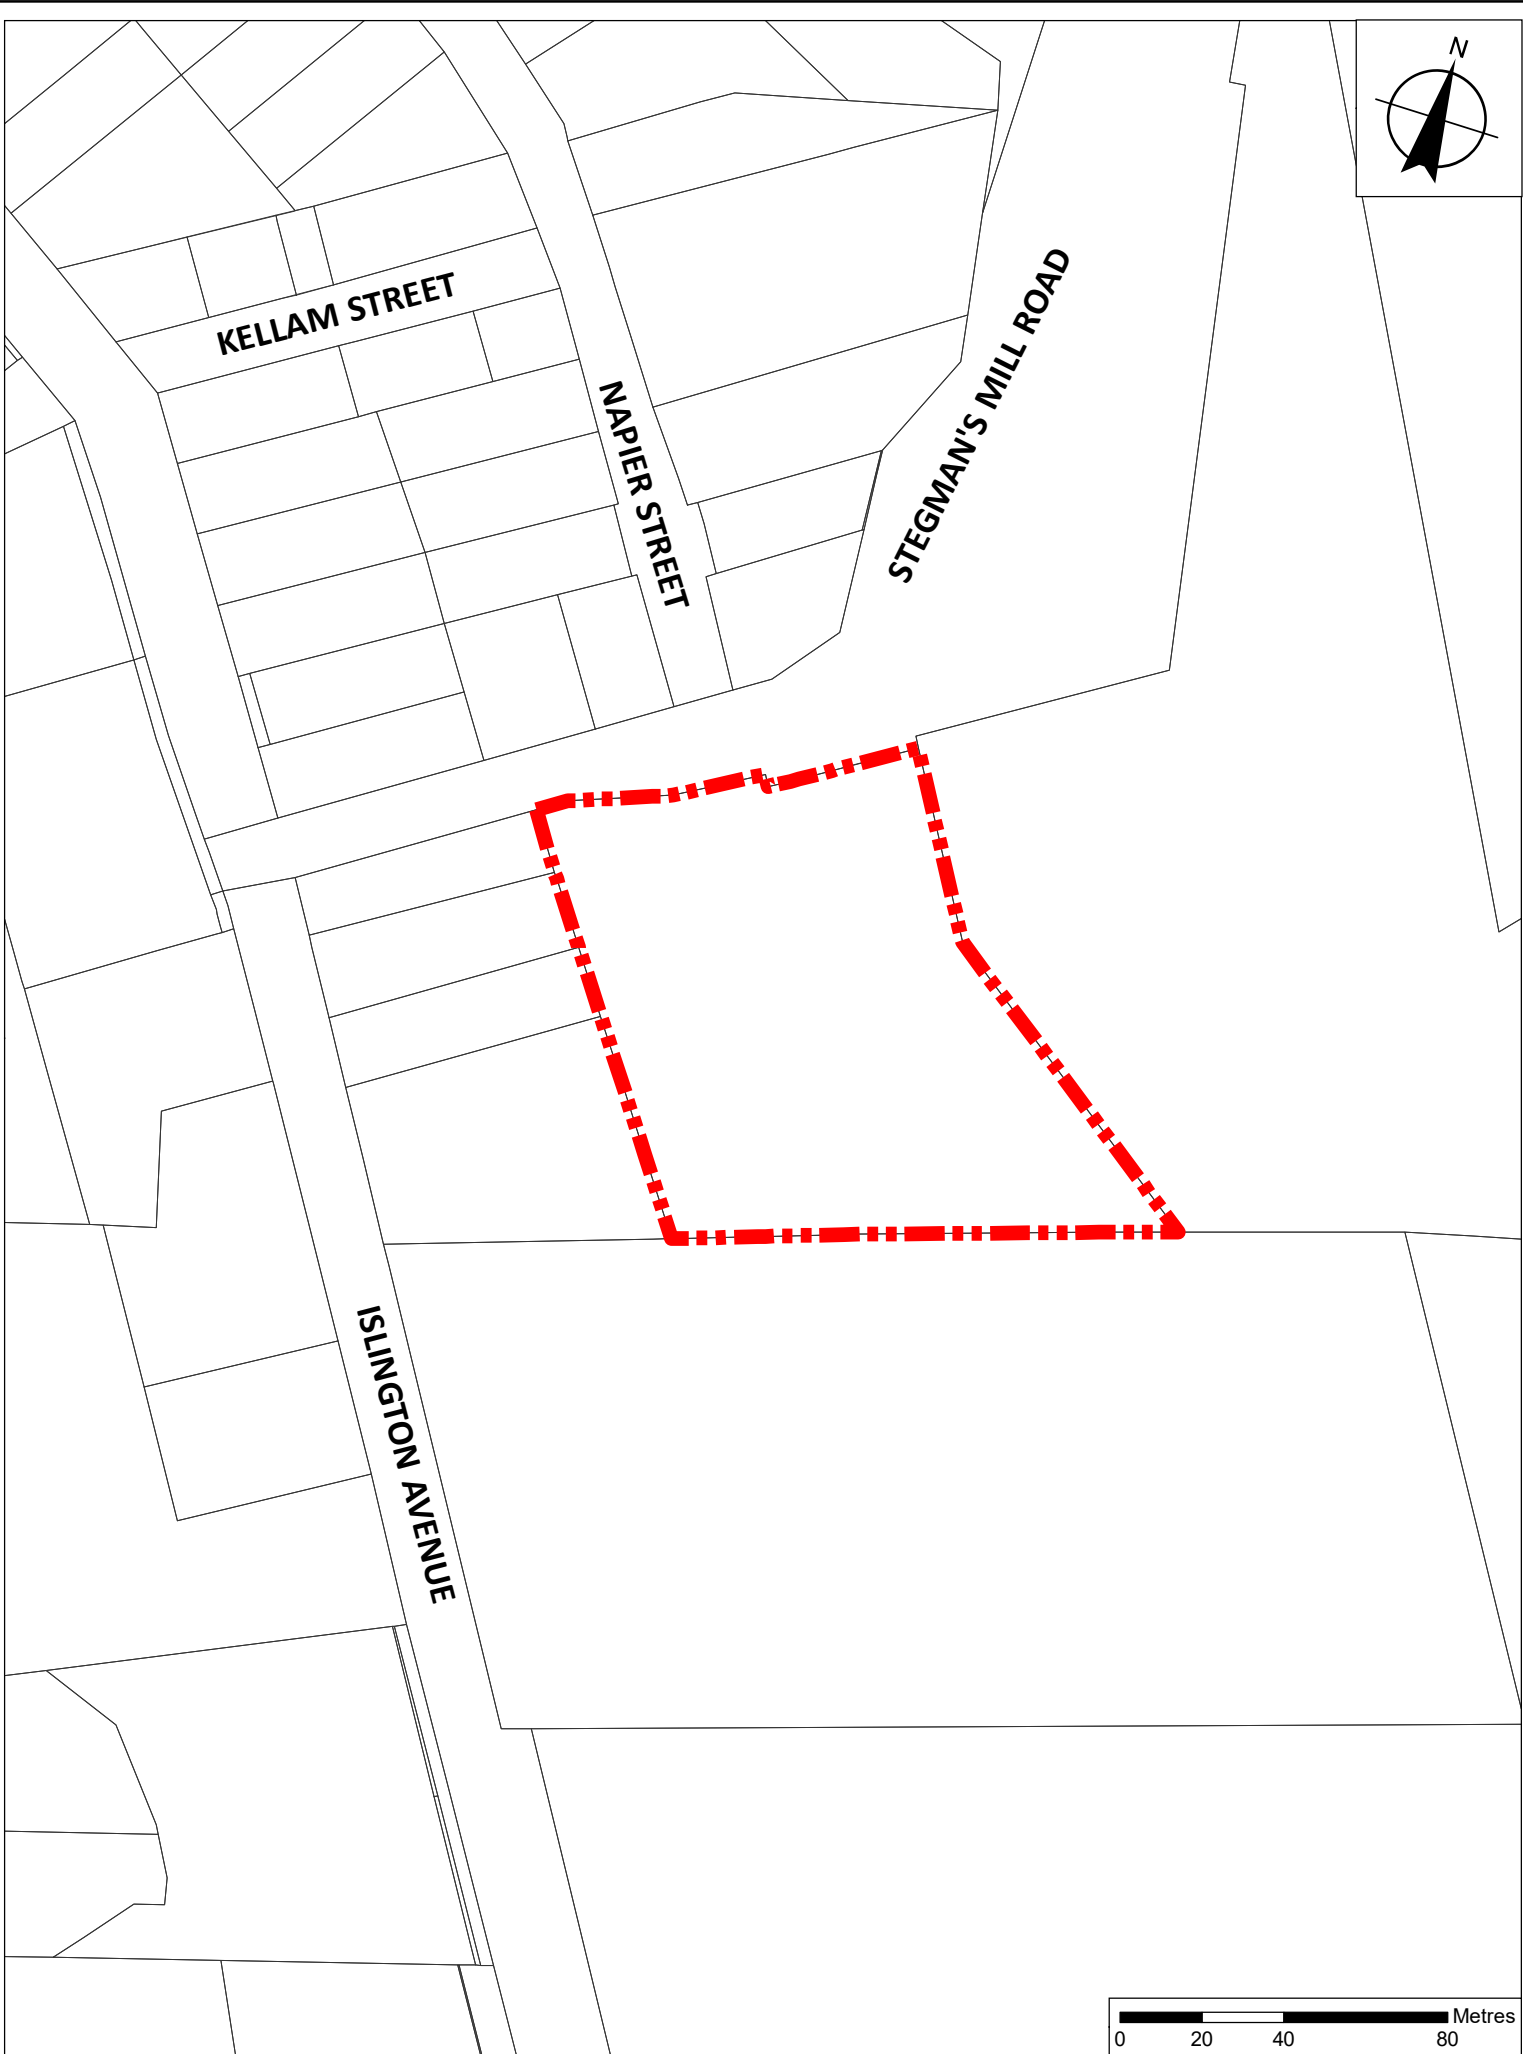 N
KELLAM STREET
NAPIER STREET
STEGMAN'S MILL ROAD
ISLINGTON AVENUE
Metres
0 20 40 80